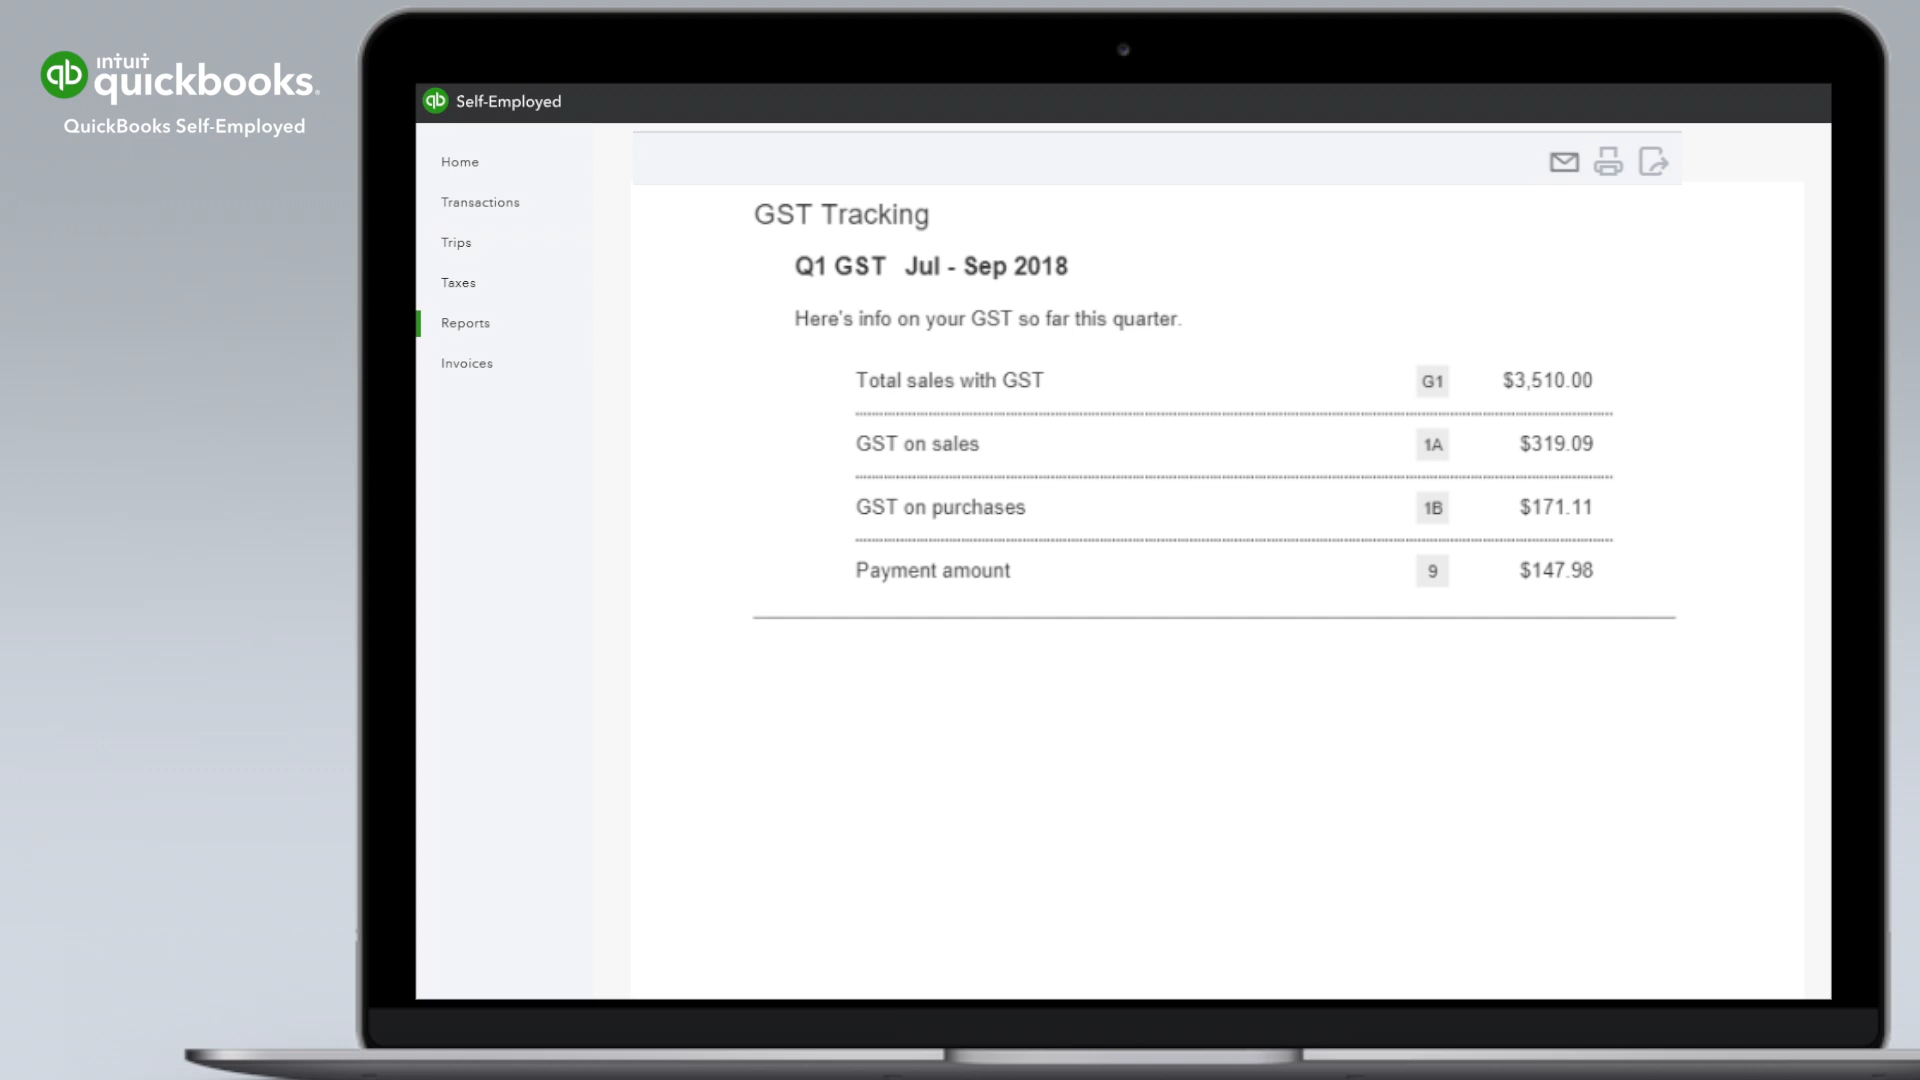 ıntuıt
quickbooks.
QuickBooks Self-Employed
qb Self-Employed
Home
Transactions
Trips
Taxes
Reports
Invoices
GST Tracking
Q1 GST Jul - Sep 2018
Here's info on your GST so far this quarter.
Total sales with GST G1 $3,510.00
GST on sales 1A $319.09
GST on purchases 1B $171.11
Payment amount 9 $147.98